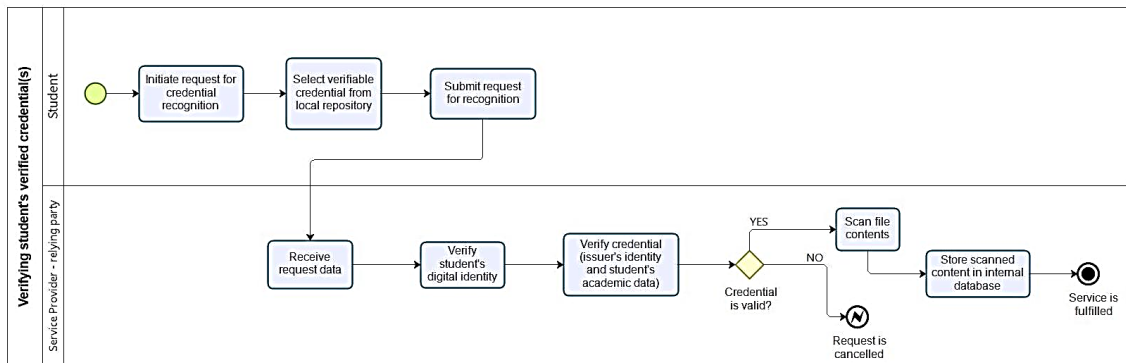 Verifying student's verified credential(s)
Student
Initiate request for
credential
recognition
Select verifiable
credential from
local repository
Submit request
for recognition
Service Provider - relying party
Receive
request data
Verify
student's
digital identity
Verify credential
(issuer's identity
and student's
academic data)
Credential
is valid?
YES
NO
Scan file
contents
Store scanned
content in internal
database
Service is
fulfilled
Request is
cancelled